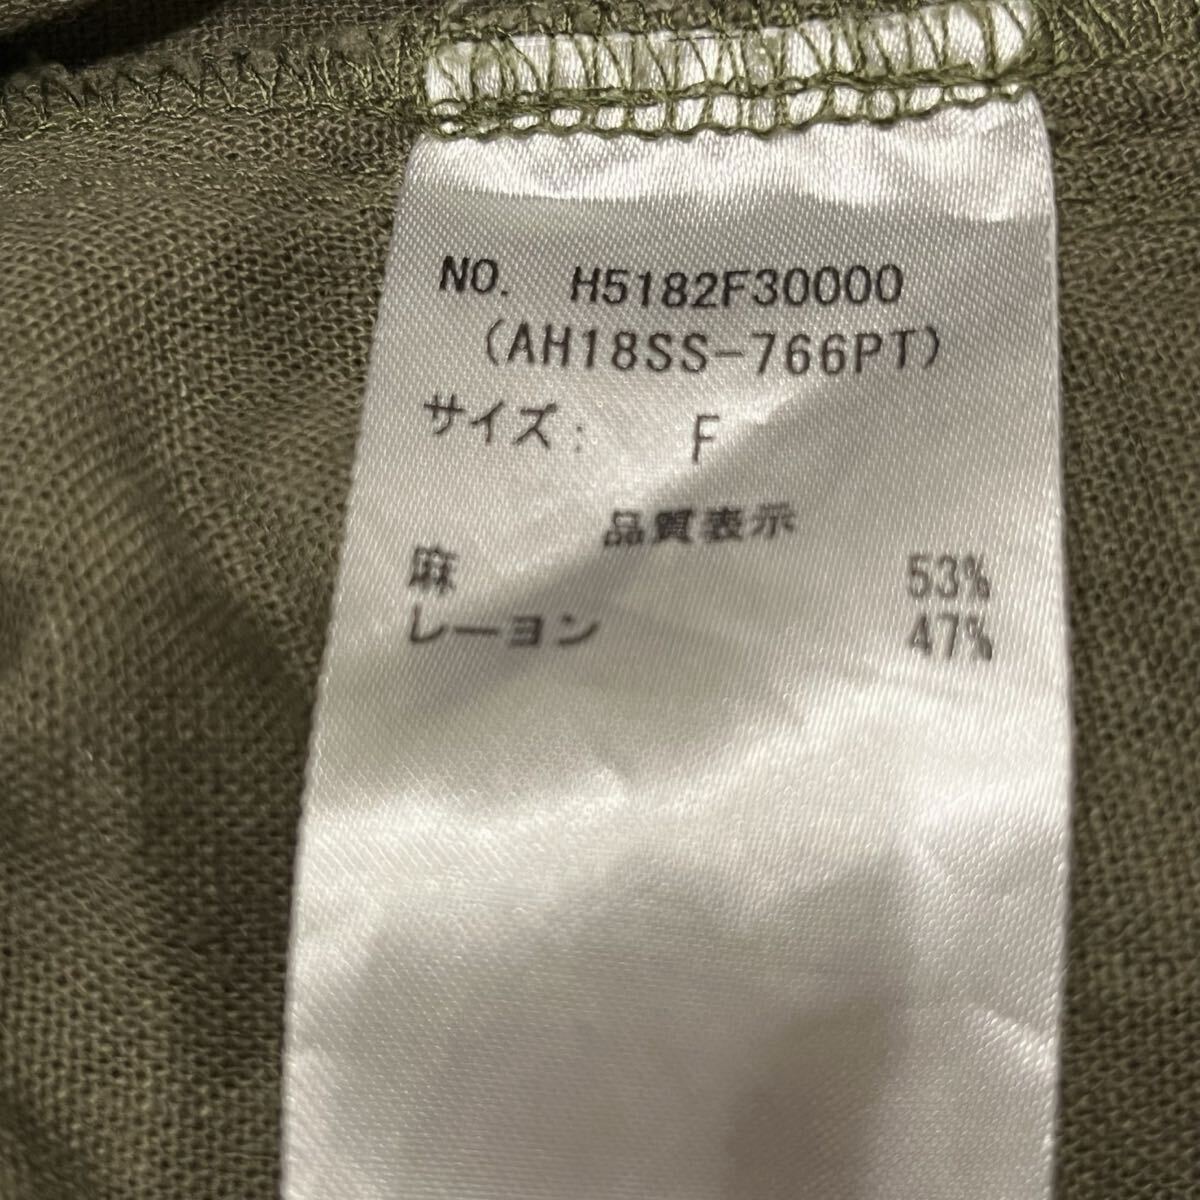 NO. H5182F30000
(AH18SS-766PT)
サイズ: F
品質表示
麻 53%
レーヨン 47%